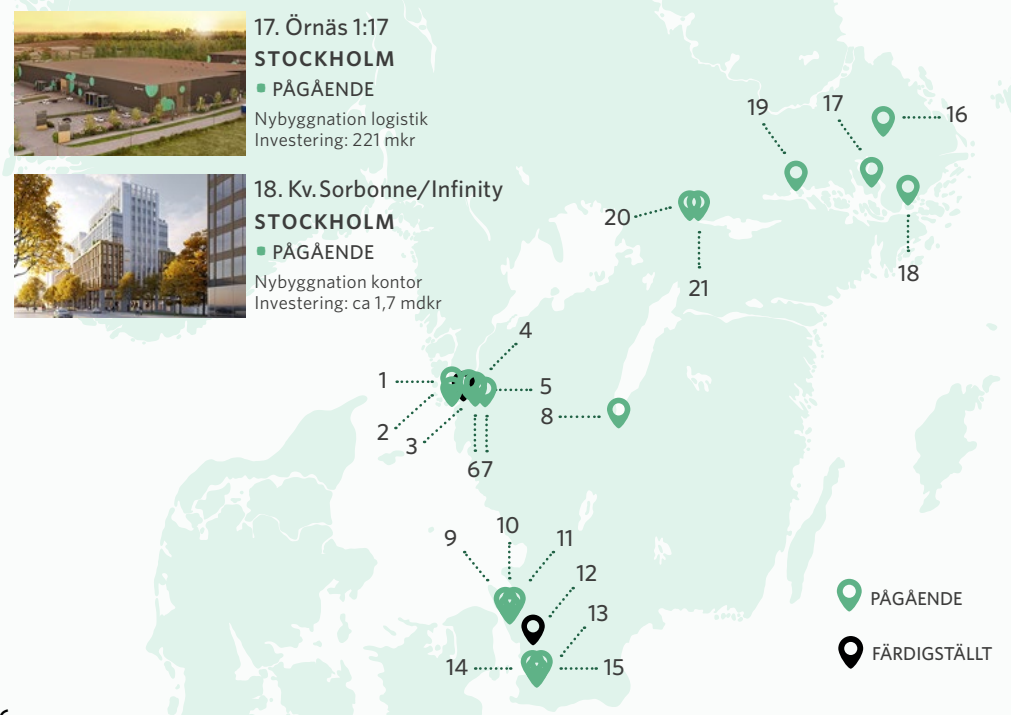 17. Örnäs 1:17
STOCKHOLM
PÅGÅENDE
Nybyggnation logistik
Investering: 221 mkr
18. Kv. Sorbonne/Infinity
STOCKHOLM
PÅGÅENDE
Nybyggnation kontor
Investering: ca 1,7 mdkr
19
17
16
20
18
21
4
1
5
8
2
3
67
10
9
11
12
13
14
15
PÅGÅENDE
FÄRDIGSTÄLLT